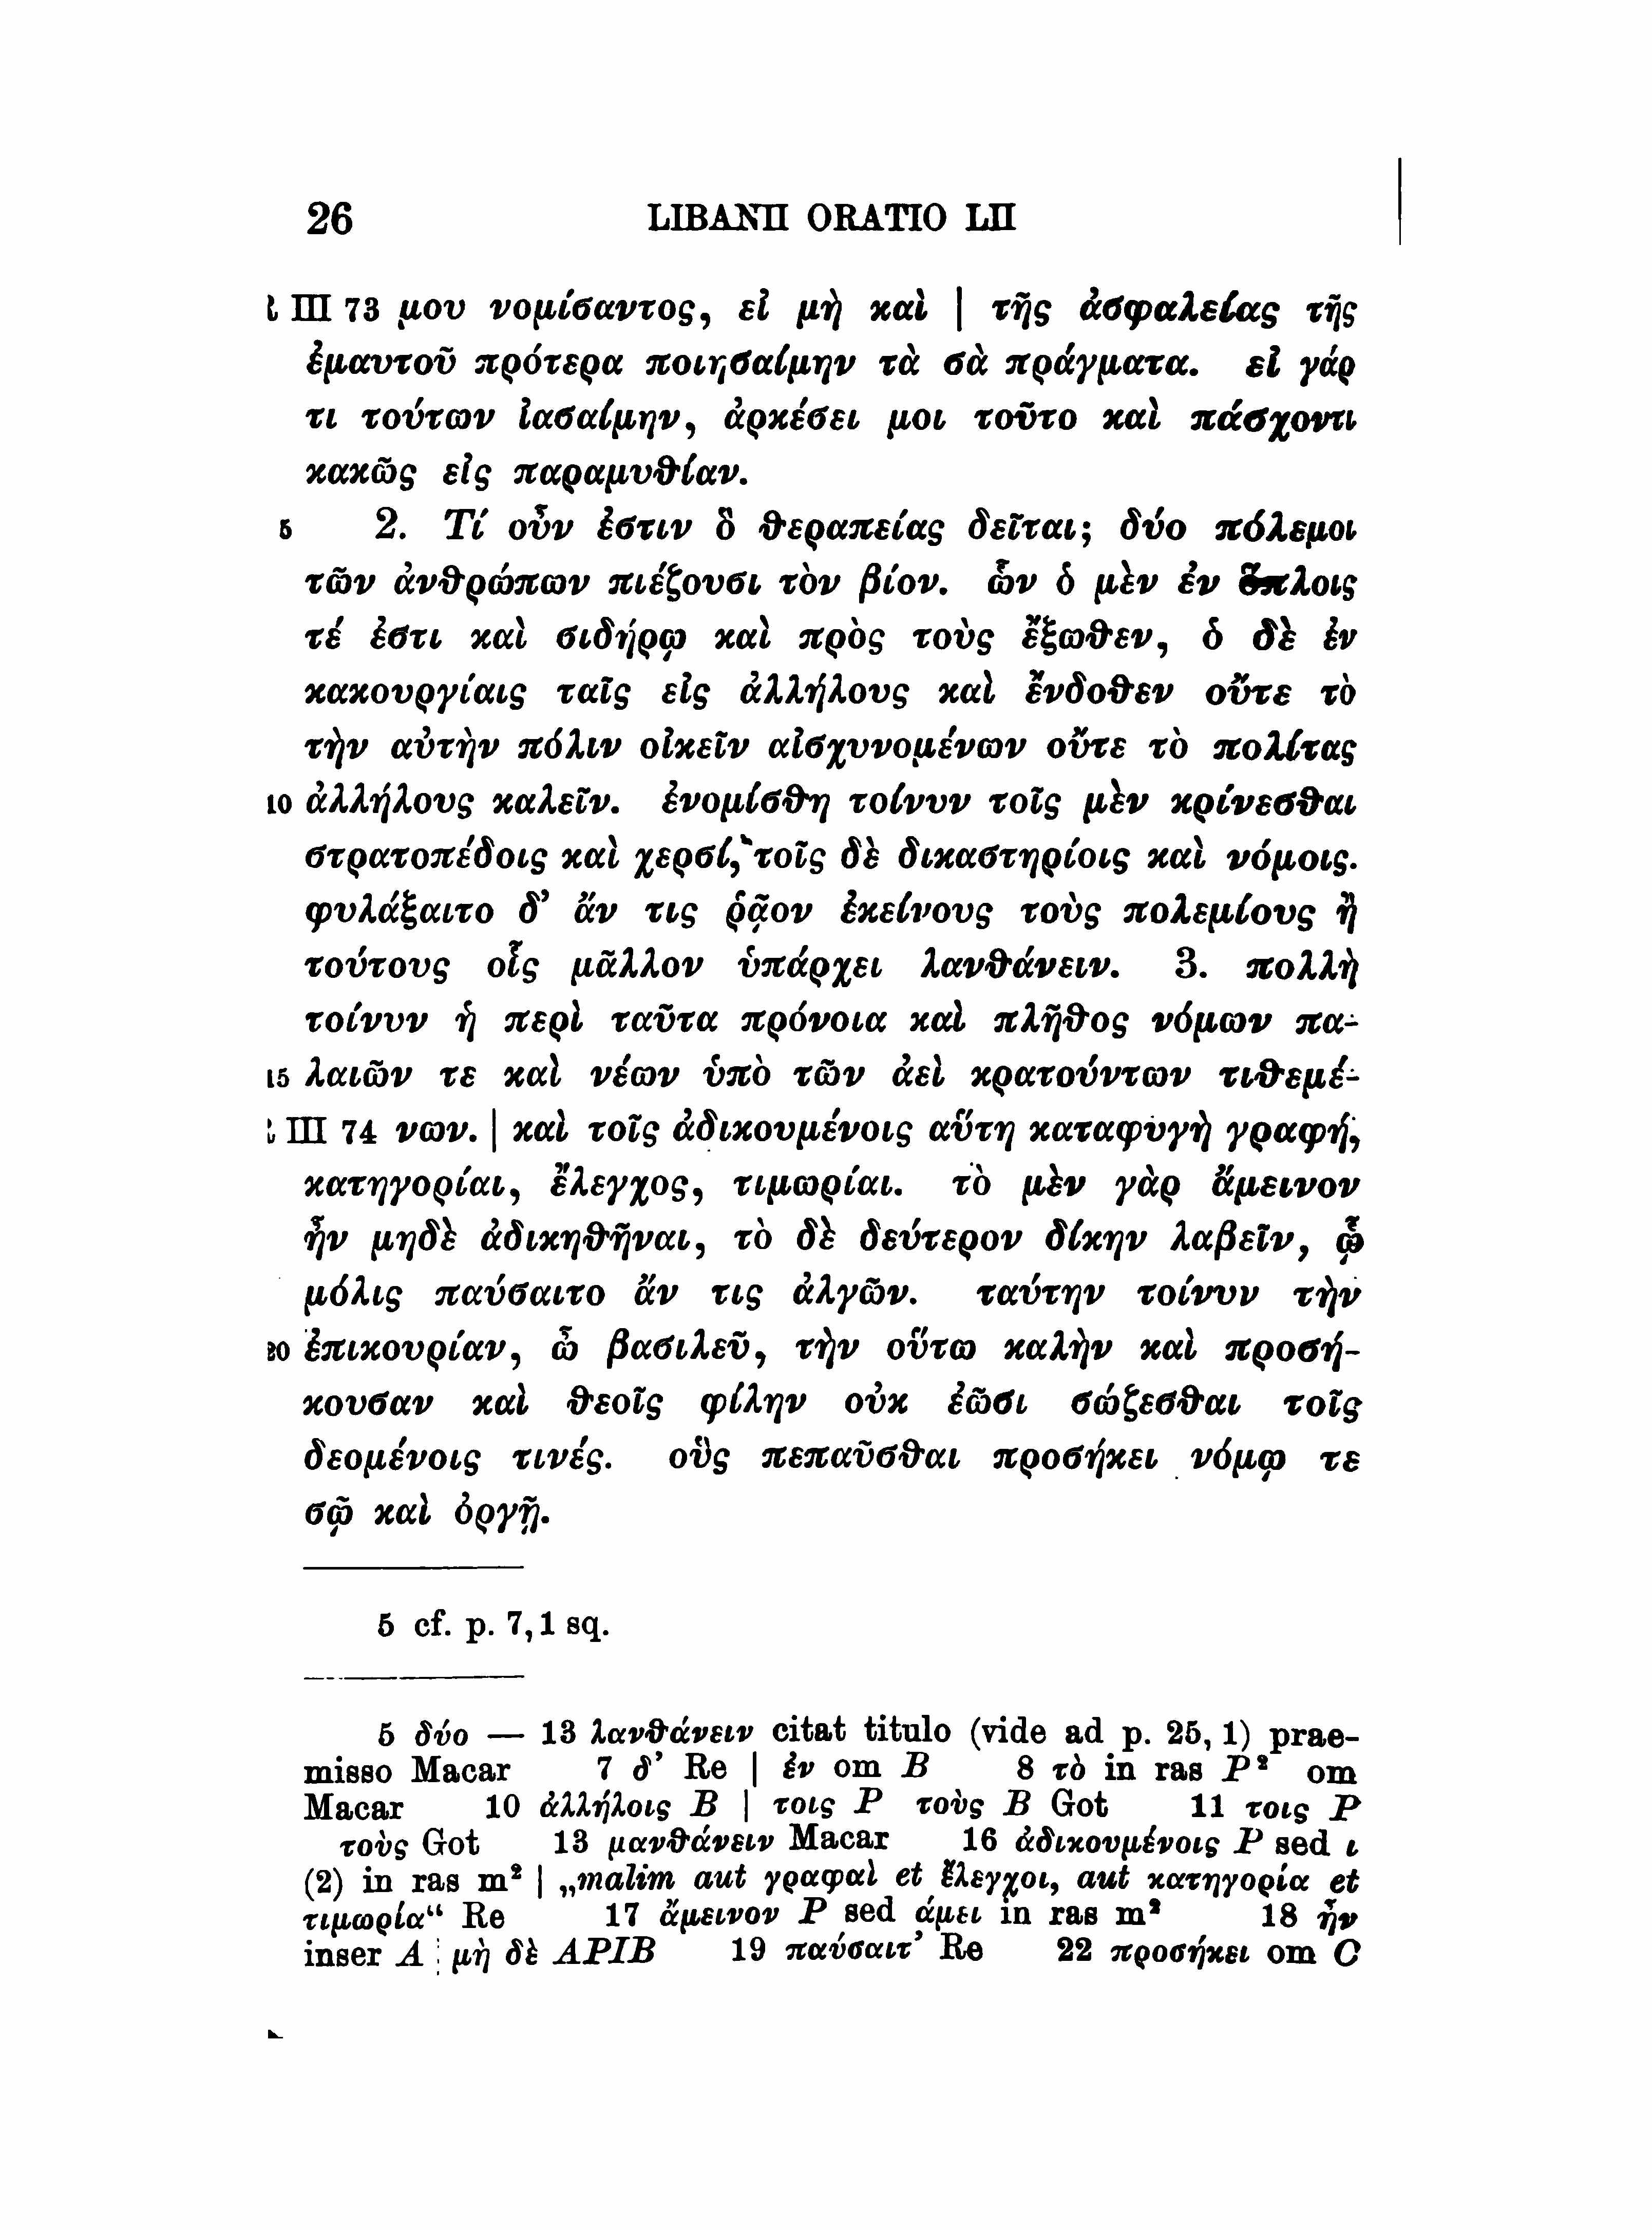 26 LIBANII ORATIO LII
III 73 μου νομίσαντος, εἰ μὴ καὶ | τῆς ἀσφαλείας τῆς
ἐμαυτοῦ πρότερα ποιησαίμην τὰ σὰ πράγματα. εἰ γάρ
τι τούτων ἰασαίμην, ἀρκέσει μοι τοῦτο καὶ πάσχοντι
κακῶς εἰς παραμυθίαν.
5 2. Τί οὖν ἐστιν ὃ θεραπείας δεῖται; δύο πόλεμοι
τῶν ἀνθρώπων πιέζουσι τὸν βίον. ὧν ὁ μὲν ἐν ὅπλοις
τέ ἐστι καὶ σιδήρῳ καὶ πρὸς τοὺς ἔξωθεν, ὁ δὲ ἐν
κακουργίαις ταῖς εἰς ἀλλήλους καὶ ἔνδοθεν οὔτε τὸ
τὴν αὐτὴν πόλιν οἰκεῖν αἰσχυνομένων οὔτε τὸ πολίτας
10 ἀλλήλους καλεῖν. ἐνομίσθη τοίνυν τοῖς μὲν κρίνεσθαι
στρατοπέδοις καὶ χερσί, τοῖς δὲ δικαστηρίοις καὶ νόμοις.
φυλάξαιτο δ' ἄν τις ῥᾷον ἐκείνους τοὺς πολεμίους ἢ
τούτους οἷς μᾶλλον ὑπάρχει λανθάνειν. 3. πολλὴ
τοίνυν ἡ περὶ ταῦτα πρόνοια καὶ πλῆθος νόμων πα-
15 λαιῶν τε καὶ νέων ὑπὸ τῶν ἀεὶ κρατούντων τιθεμέ-
III 74 νων. | καὶ τοῖς ἀδικουμένοις αὕτη καταφυγὴ γραφή,
κατηγορίαι, ἔλεγχος, τιμωρίαι. τὸ μὲν γὰρ ἄμεινον
ἦν μηδὲ ἀδικηθῆναι, τὸ δὲ δεύτερον δίκην λαβεῖν, ᾧ
μόλις παύσαιτο ἄν τις ἀλγῶν. ταύτην τοίνυν τὴν
20 ἐπικουρίαν, ὦ βασιλεῦ, τὴν οὕτω καλὴν καὶ προσή-
κουσαν καὶ θεοῖς φίλην οὐκ ἐῶσι σώζεσθαι τοῖς
δεομένοις τινές. οὓς πεπαῦσθαι προσήκει νόμῳ τε
σῷ καὶ ὀργῇ.
5 cf. p. 7,1 sq.
5 δύο — 13 λανθάνειν citat titulo (vide ad p. 25, 1) prae-
misso Macar 7 δ' Re | ἐν om B 8 τὸ in ras P² om
Macar 10 ἀλλήλοις B | τοις P τοὺς B Got 11 τοις P
τοὺς Got 13 μανθάνειν Macar 16 ἀδικουμένοις P sed ι
(2) in ras m² | „malim aut γραφαὶ et ἔλεγχοι, aut κατηγορία et
τιμωρία“ Re 17 ἄμεινον P sed άμει in ras m² 18 ἦν
inser A | μὴ δὲ APIB 19 παύσαιτ' Re 22 προσήκει om C